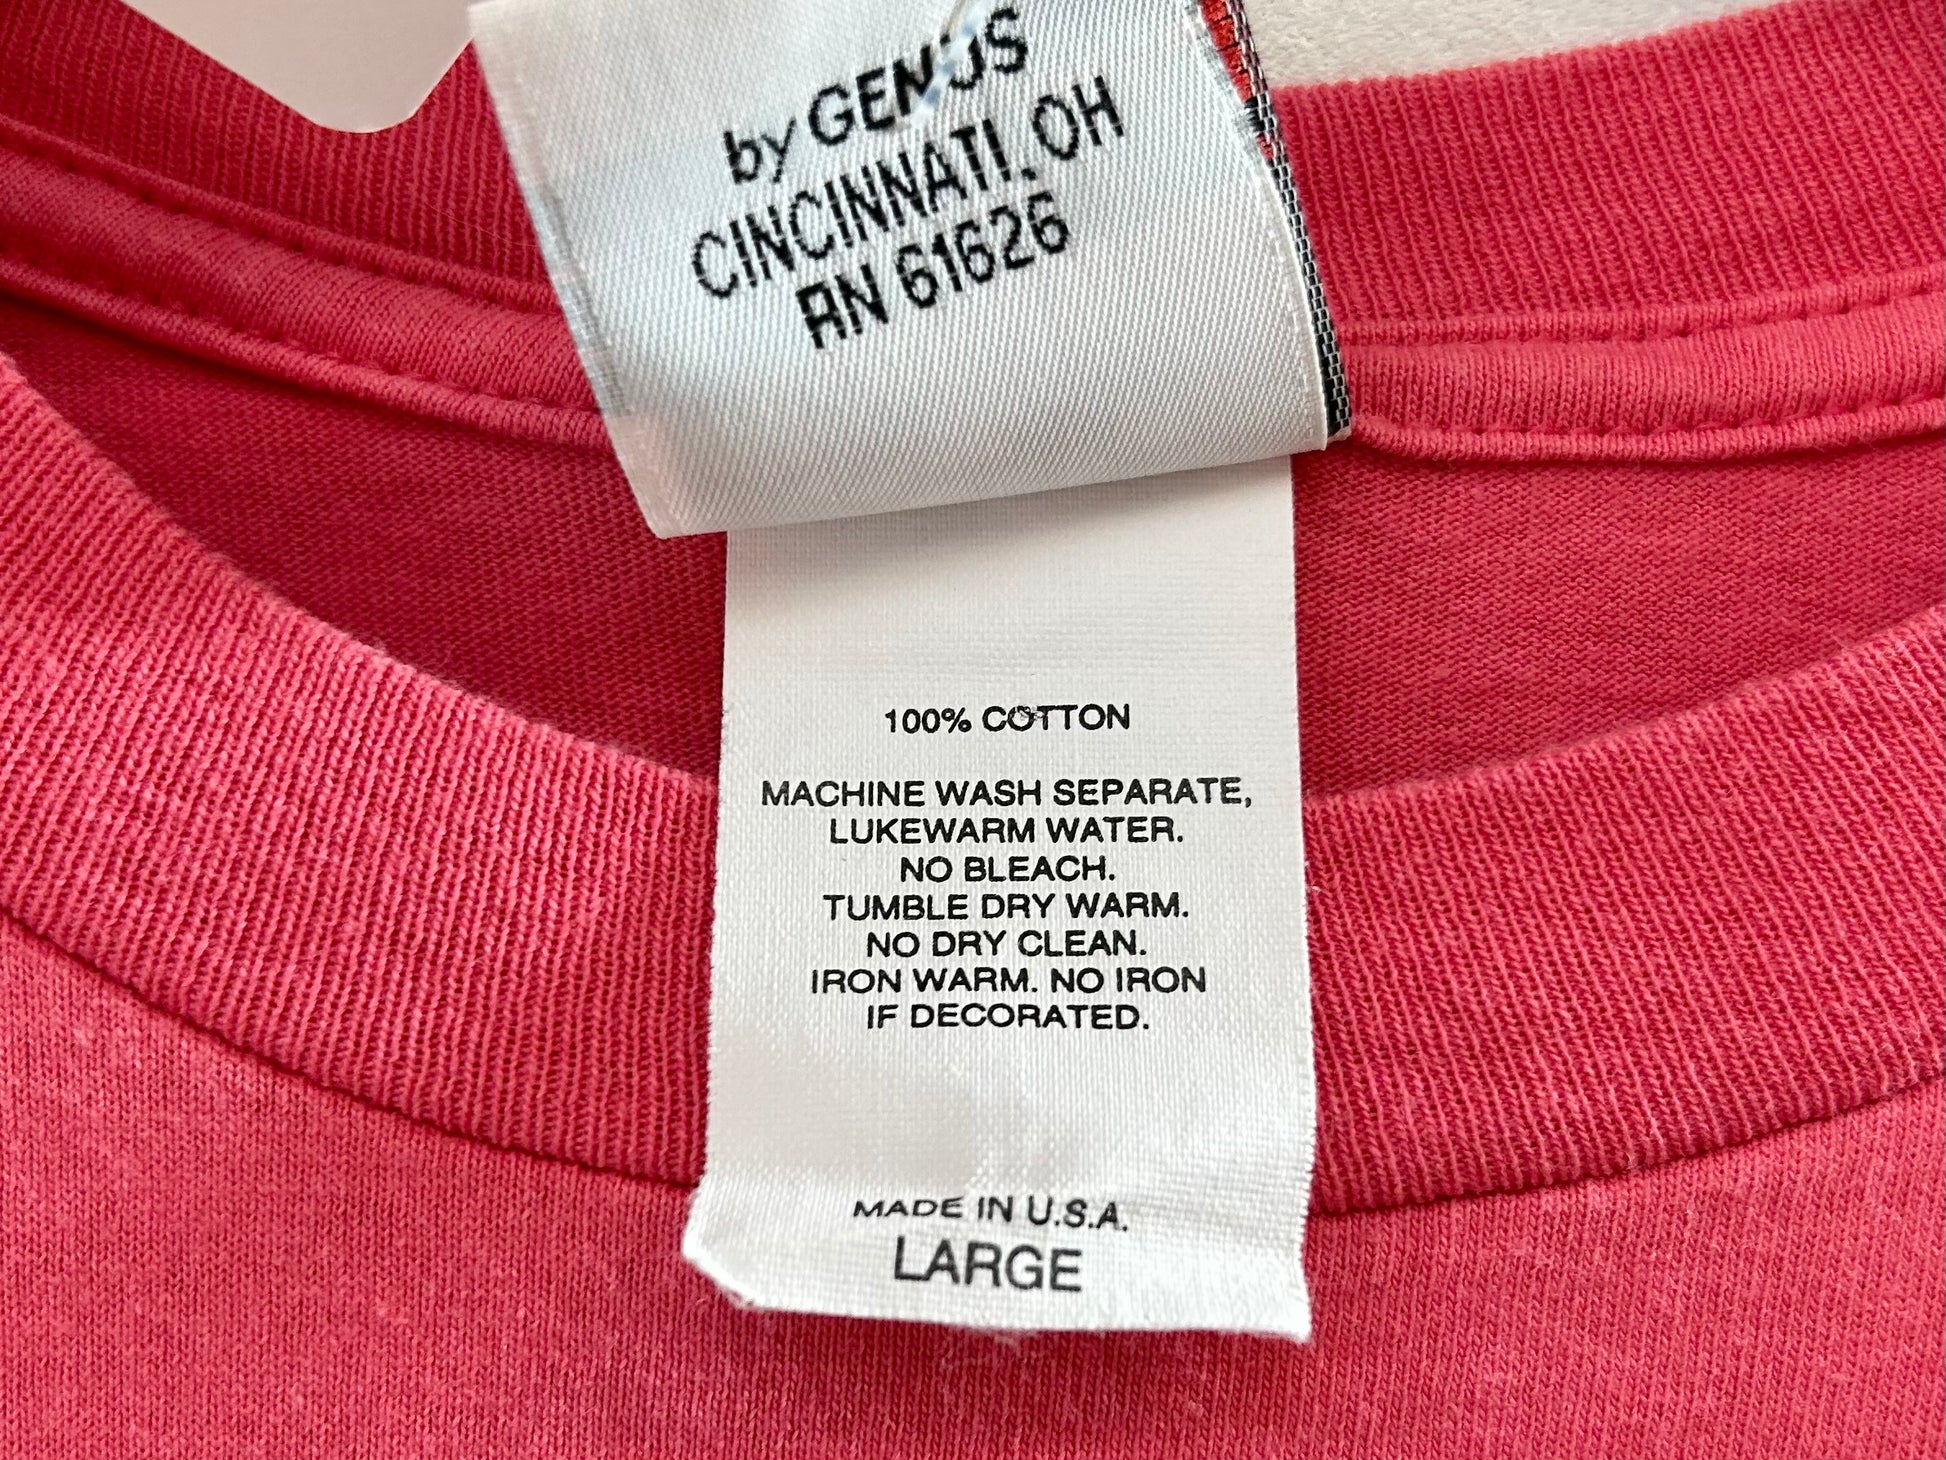 by GENUS
CINCINNATI, OH
RN 61626
100% COTTON
MACHINE WASH SEPARATE,
LUKEWARM WATER.
NO BLEACH.
TUMBLE DRY WARM.
NO DRY CLEAN.
IRON WARM. NO IRON
IF DECORATED.
MADE IN U.S.A.
LARGE